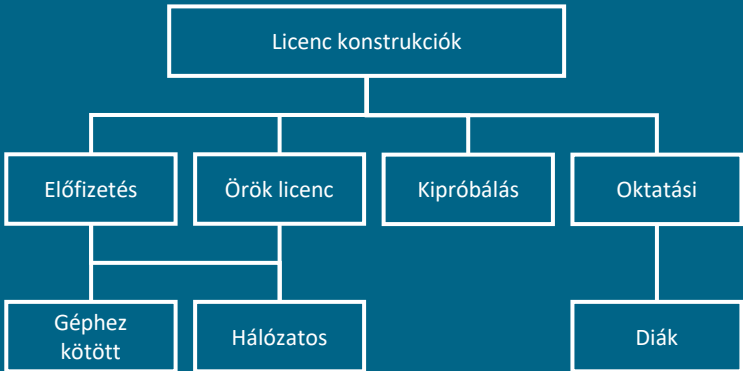 Licenc konstrukciók
Előfizetés
Örök licenc
Kipróbálás
Oktatási
Géphez
kötött
Hálózatos
Diák